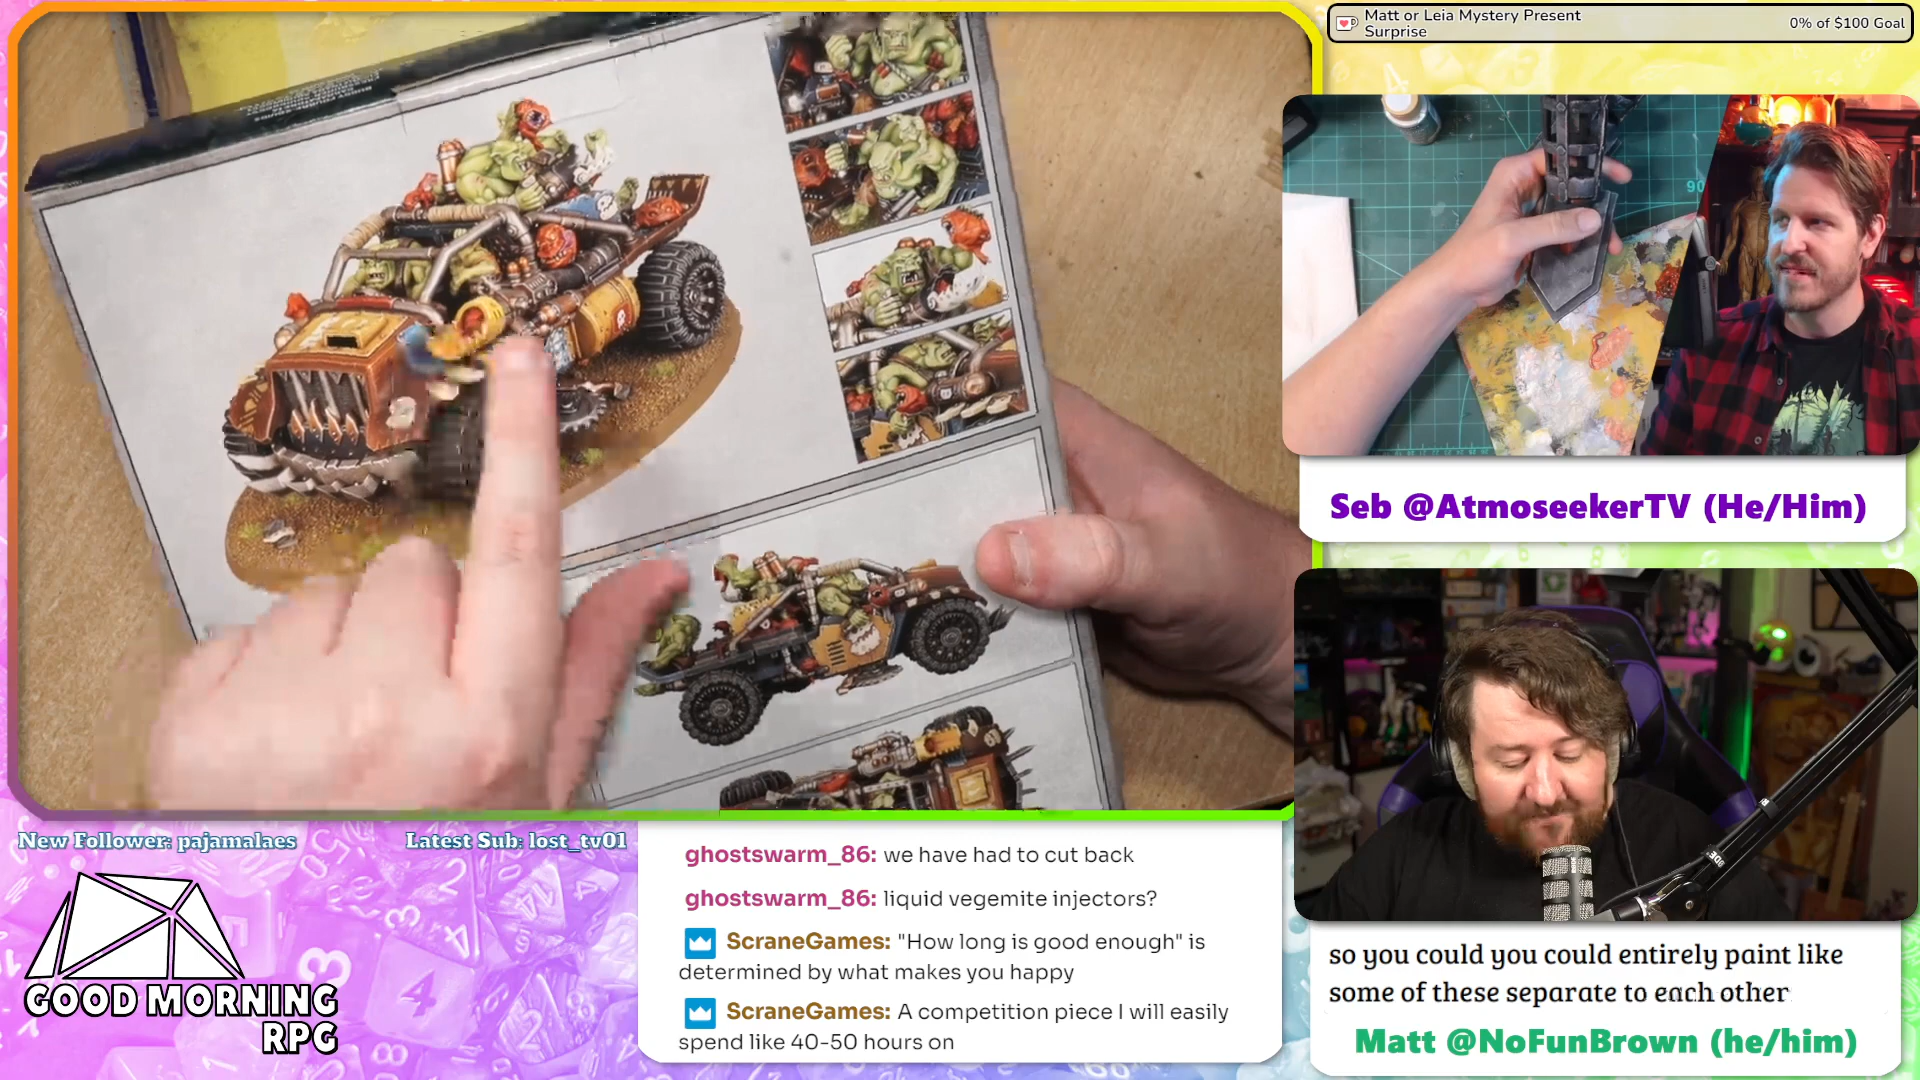 Matt or Leia Mystery Present
Surprise
0% of $100 Goal
90
Seb @AtmoseekerTV (He/Him)
New Follower: pajamalaes
Latest Sub: lost_tv01
GOOD MORNING
RPG
ghostswarm_86: we have had to cut back
ghostswarm_86: liquid vegemite injectors?
ScraneGames: "How long is good enough" is
determined by what makes you happy
ScraneGames: A competition piece I will easily
spend like 40-50 hours on
so you could you could entirely paint like
some of these separate to each other
Matt @NoFunBrown (he/him)